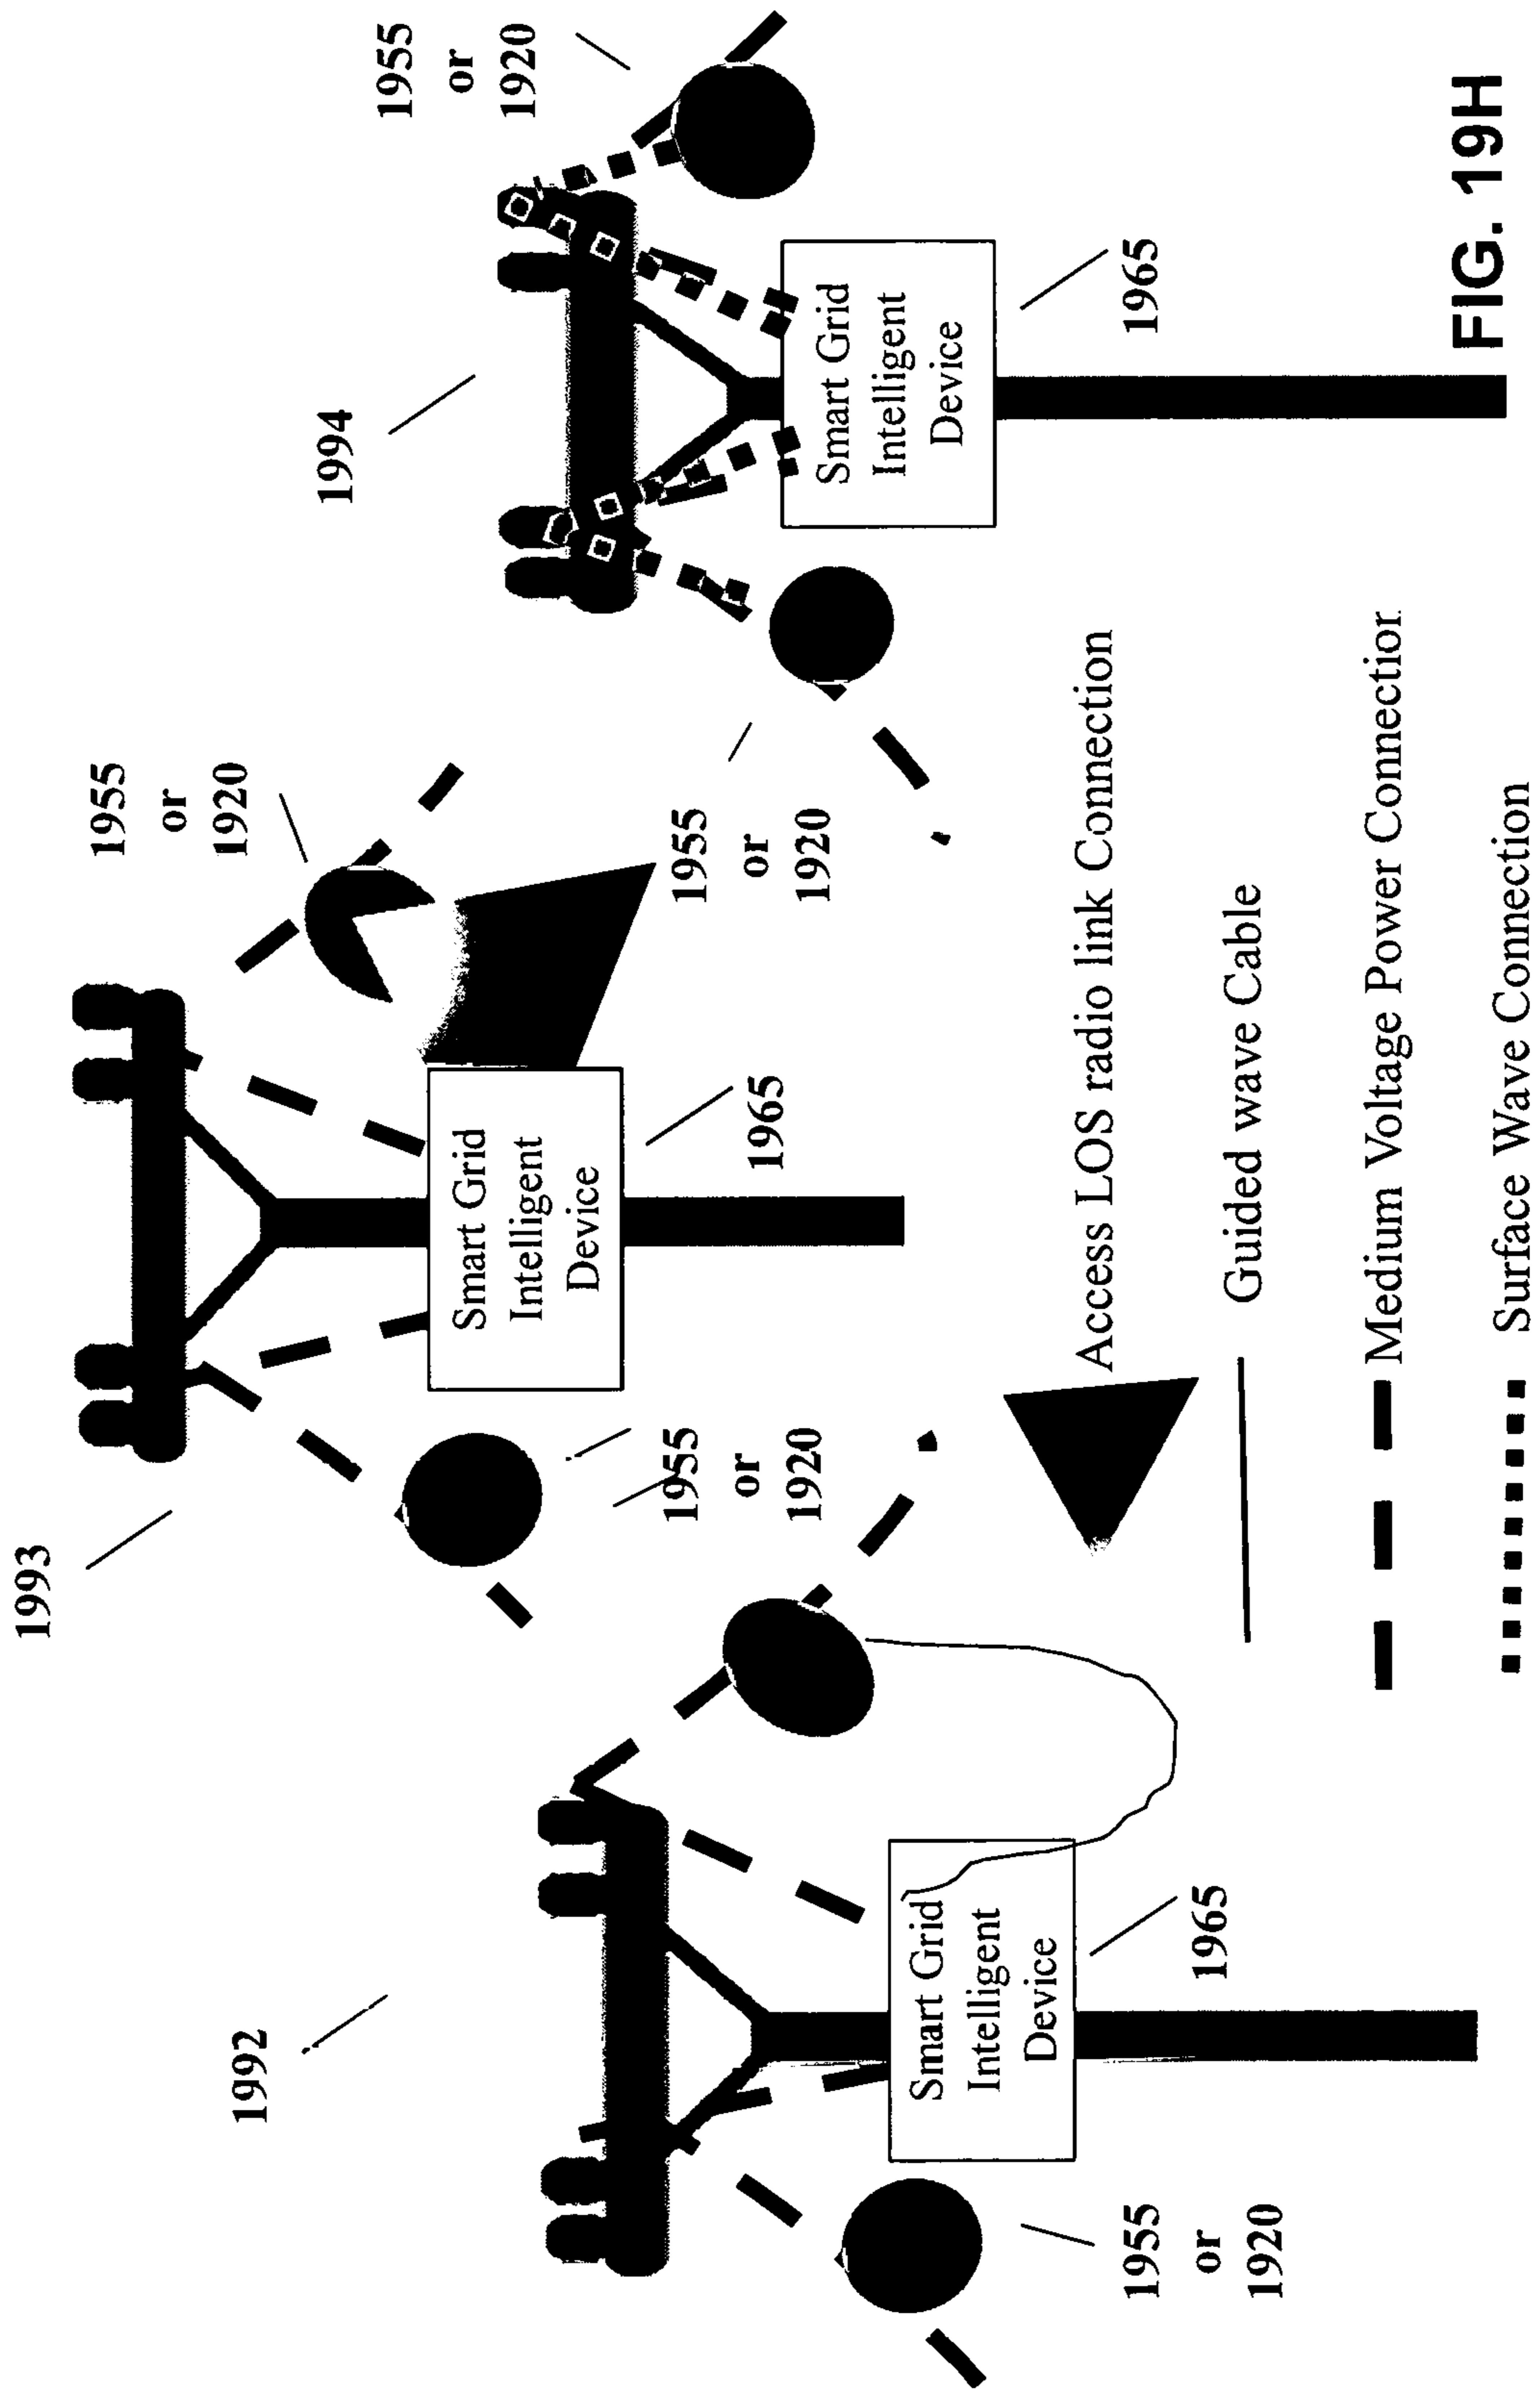 1993
1955
or
1920
1992
1994
1955
or
1920
Smart Grid
Intelligent
Device
1965
1955
or
1920
1955
or
1920
Smart Grid
Intelligent
Device
1965
Smart Grid
Intelligent
Device
1965
1955
or
1920
Access LOS radio link Connection
Guided wave Cable
Medium Voltage Power Connection
Surface Wave Connection
FIG. 19H